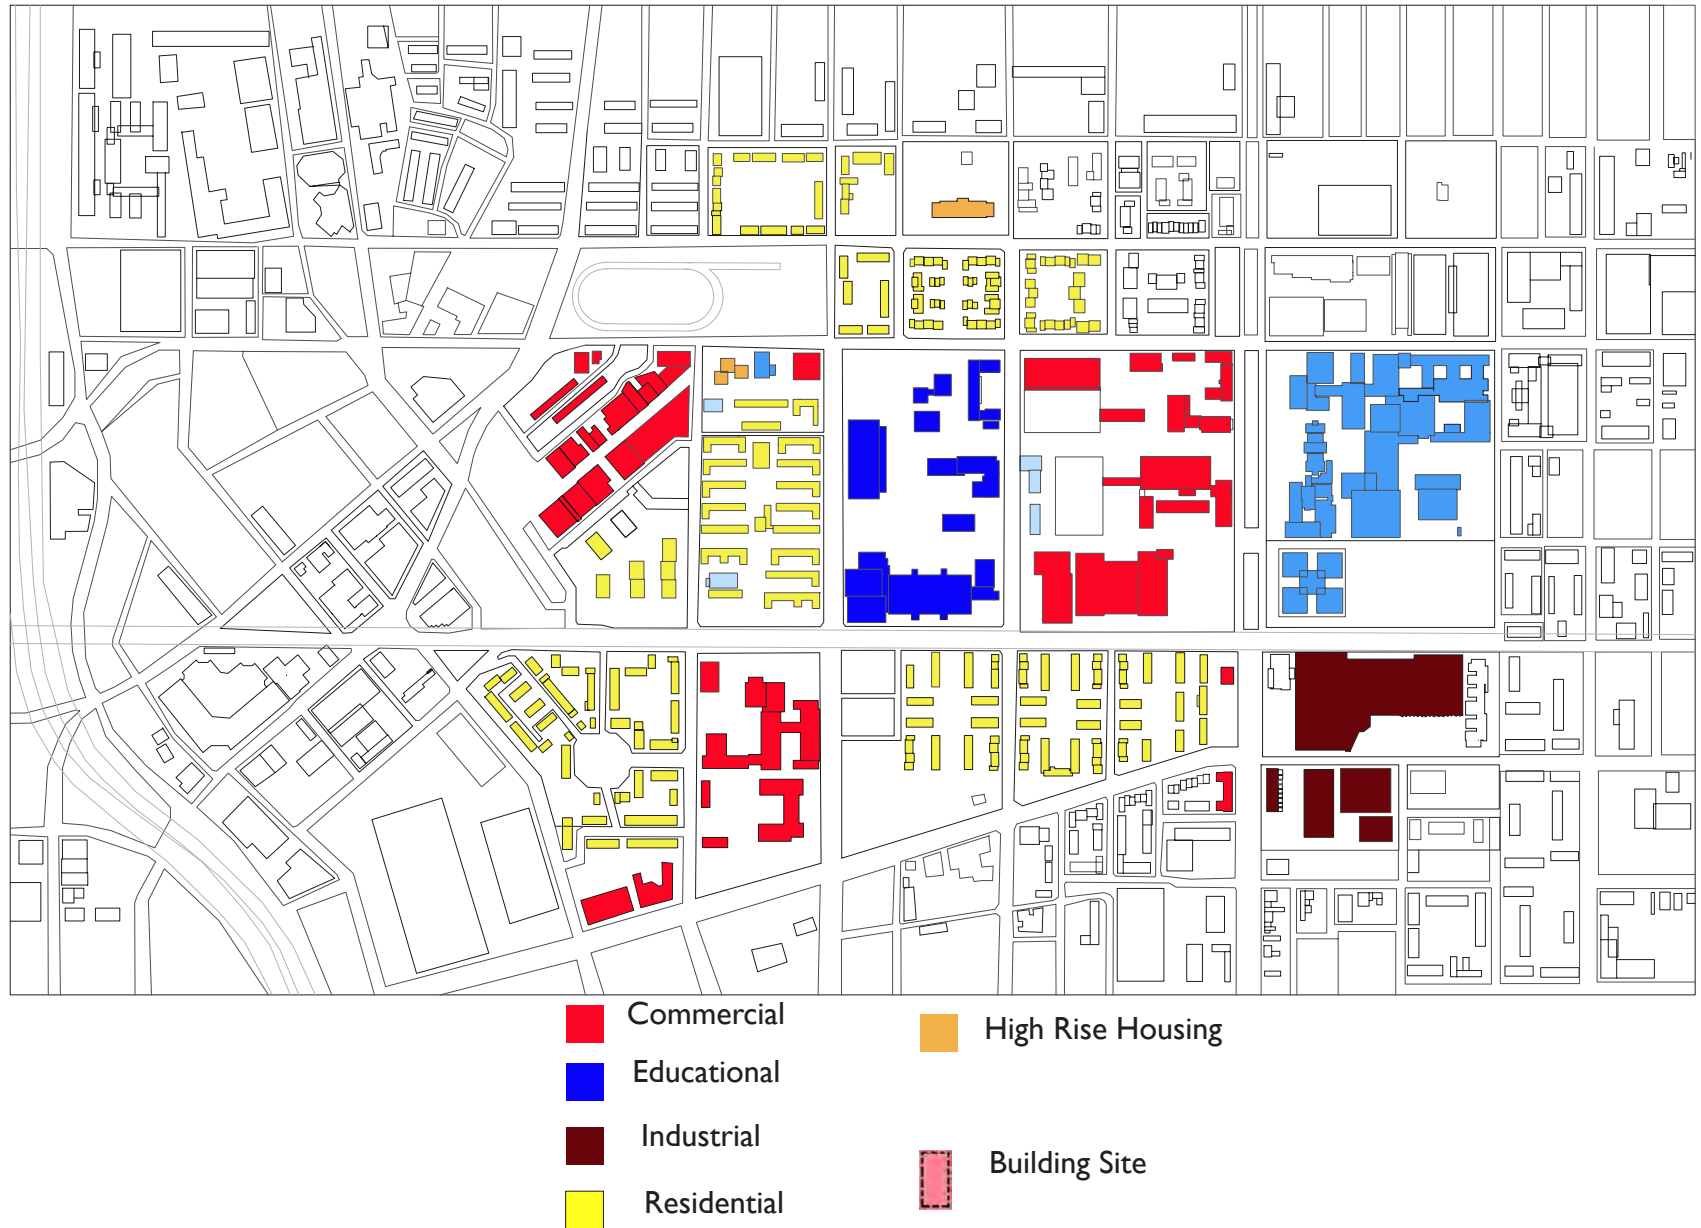 Commercial
Educational
Industrial
Residential
High Rise Housing
Building Site